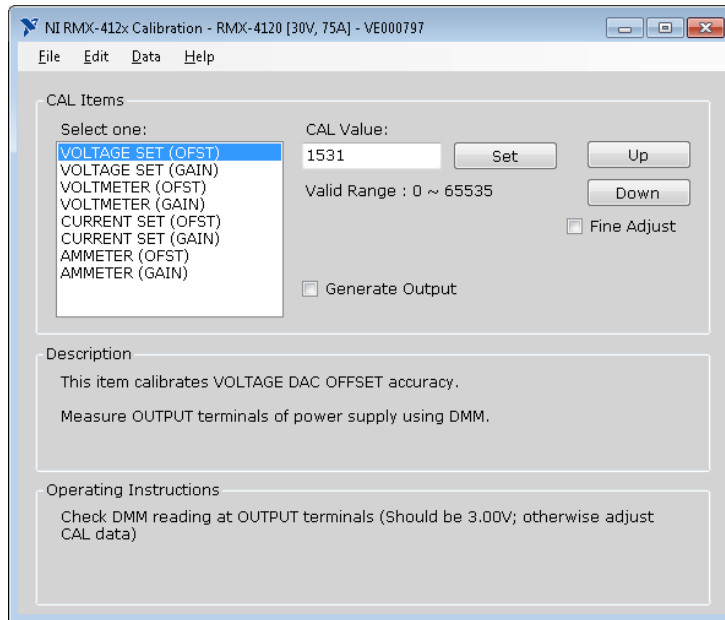 NI RMX-412x Calibration - RMX-4120 [30V, 75A] - VE000797
File Edit Data Help
CAL Items
Select one:
VOLTAGE SET (OFST)
VOLTAGE SET (GAIN)
VOLTMETER (OFST)
VOLTMETER (GAIN)
CURRENT SET (OFST)
CURRENT SET (GAIN)
AMMETER (OFST)
AMMETER (GAIN)
CAL Value:
1531 Set
Valid Range : 0 ~ 65535
Up
Down
Fine Adjust
Generate Output
Description
This item calibrates VOLTAGE DAC OFFSET accuracy.
Measure OUTPUT terminals of power supply using DMM.
Operating Instructions
Check DMM reading at OUTPUT terminals (Should be 3.00V; otherwise adjust
CAL data)